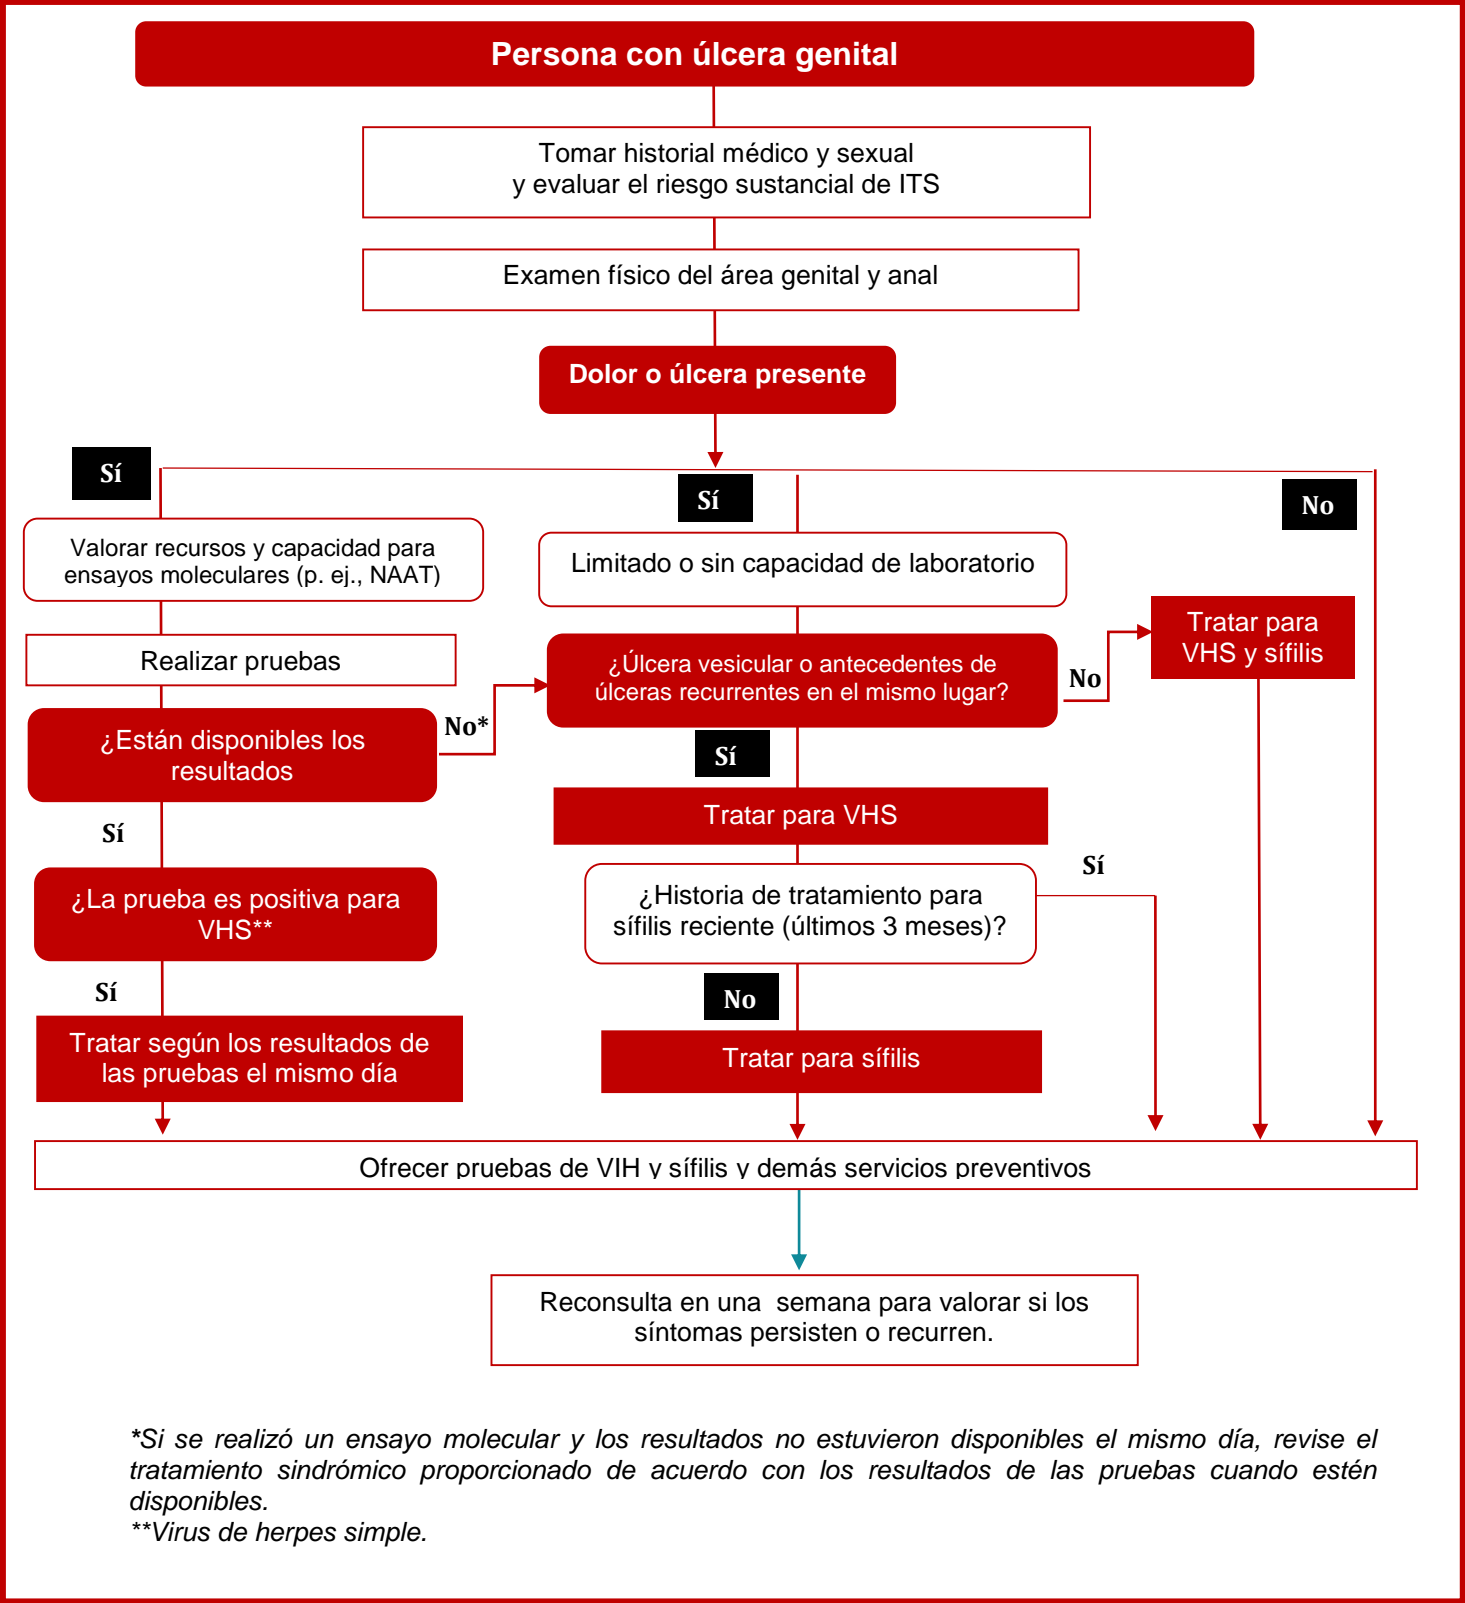 Persona con úlcera genital
Tomar historial médico y sexual
y evaluar el riesgo sustancial de ITS
Examen físico del área genital y anal
Dolor o úlcera presente
Sí
Sí
No
Valorar recursos y capacidad para
ensayos moleculares (p. ej., NAAT)
Limitado o sin capacidad de laboratorio
Tratar para
VHS y sífilis
Realizar pruebas
¿Úlcera vesicular o antecedentes de
úlceras recurrentes en el mismo lugar?
No
No*
¿Están disponibles los
resultados
Sí
Tratar para VHS
Sí
¿Historia de tratamiento para
sífilis reciente (últimos 3 meses)?
Sí
¿La prueba es positiva para
VHS**
Sí
No
Tratar según los resultados de
las pruebas el mismo día
Tratar para sífilis
Ofrecer pruebas de VIH y sífilis y demás servicios preventivos
Reconsulta en una  semana para valorar si los
síntomas persisten o recurren.
*Si se realizó un ensayo molecular y los resultados no estuvieron disponibles el mismo día, revise el
tratamiento sindrómico proporcionado de acuerdo con los resultados de las pruebas cuando estén
disponibles.
**Virus de herpes simple.